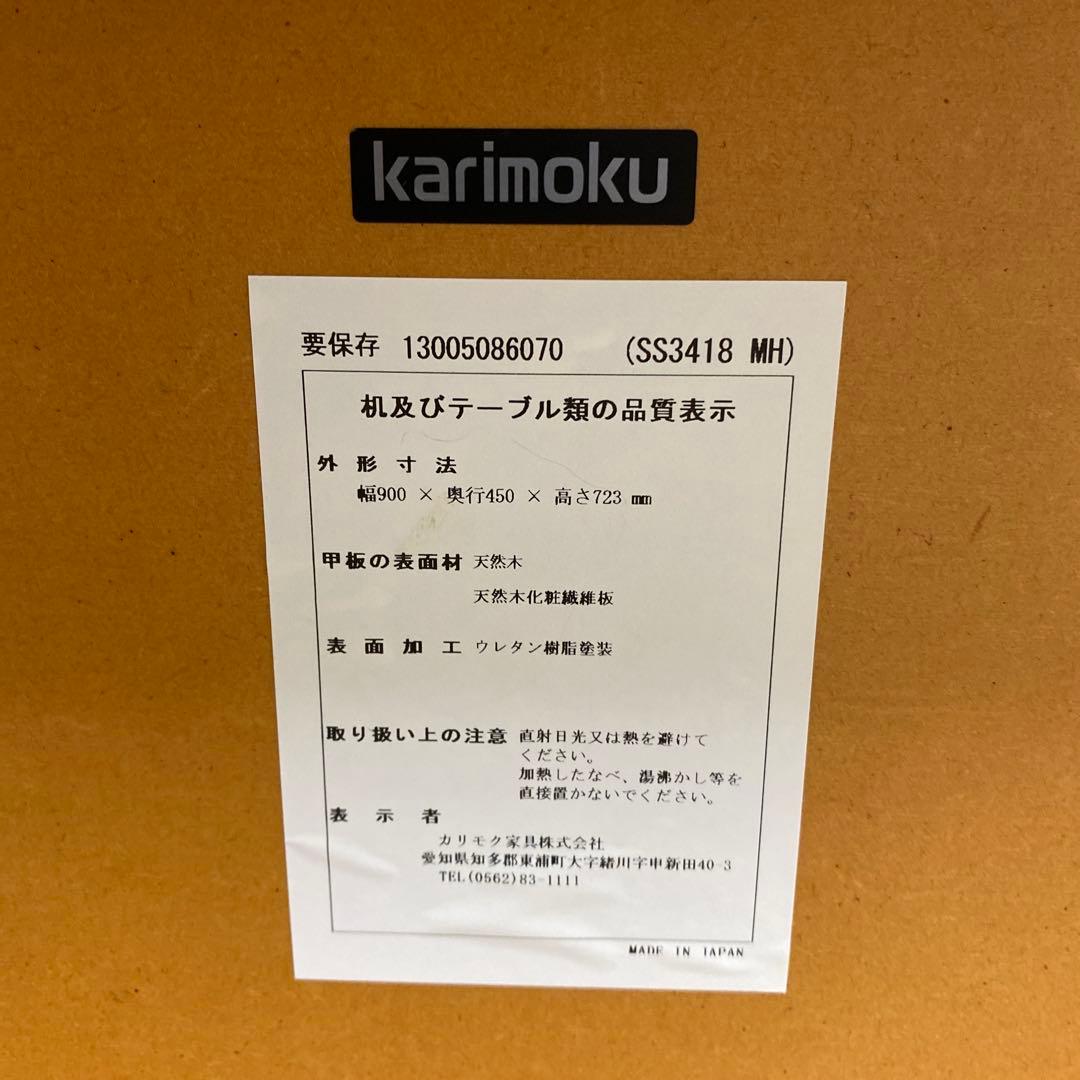 karimoku
要保存 13005086070 (SS3418 MH)
机及びテーブル類の品質表示
外形寸法
幅900 × 奥行450 × 高さ723 mm
甲板の表面材 天然木
天然木化粧繊維板
表面加工 ウレタン樹脂塗装
取り扱い上の注意 直射日光又は熱を避けて
ください。
加熱したなべ、湯沸かし等を
直接置かないでください。
表示者
カリモク家具株式会社
愛知県知多郡東浦町大字緒川字申新田40-3
TEL(0562)83-1111
MADE IN JAPAN